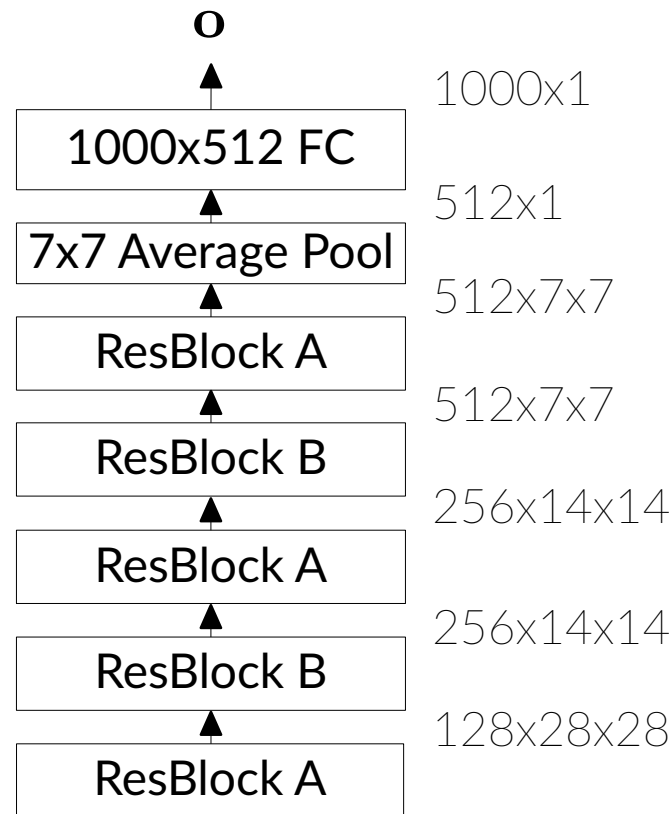 o
1000x1
1000x512 FC
512x1
7x7 Average Pool
512x7x7
ResBlock A
512x7x7
ResBlock B
256x14x14
ResBlock A
256x14x14
ResBlock B
128x28x28
ResBlock A